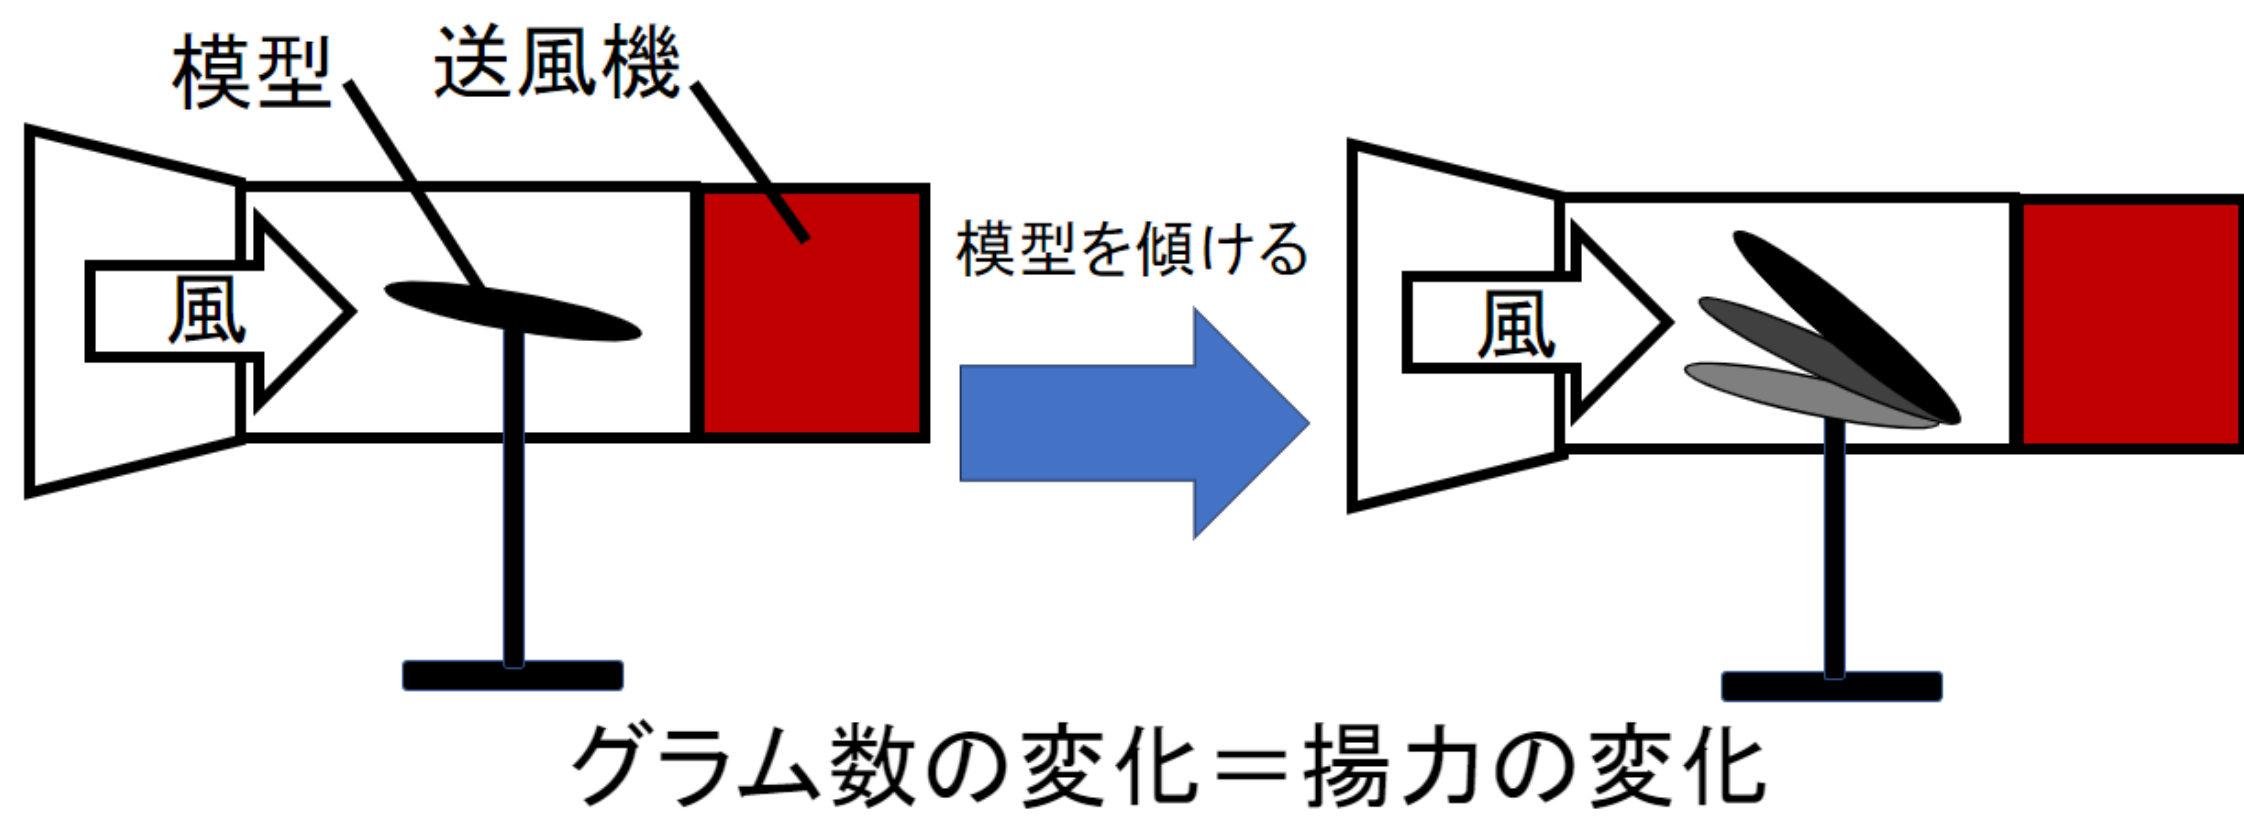 模型
送風機
風
模型を傾ける
風
グラム数の変化＝揚力の変化